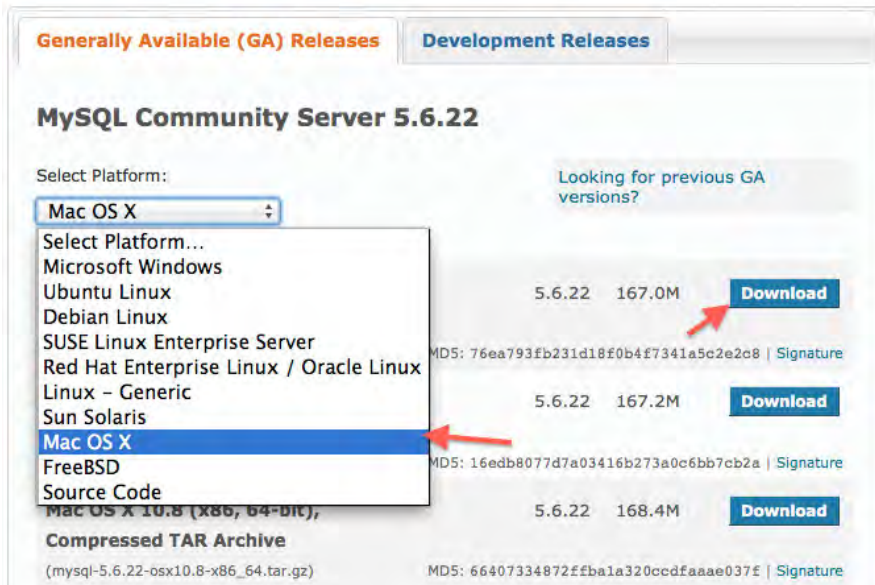 Generally Available (GA) Releases
Development Releases
MySQL Community Server 5.6.22
Select Platform:
Looking for previous GA
versions?
Mac OS X
Select Platform...
Microsoft Windows
Ubuntu Linux
Debian Linux
SUSE Linux Enterprise Server
Red Hat Enterprise Linux / Oracle Linux
Linux – Generic
Sun Solaris
Mac OS X
FreeBSD
Source Code
5.6.22 167.0M Download
MD5: 76ea793fb231d18f0b4f7341a5c2e2c8 | Signature
5.6.22 167.2M Download
MD5: 16edb8077d7a03416b273a0c6bb7cb2a | Signature
Mac OS X 10.8 (x86, 64-bit), 5.6.22 168.4M Download
Compressed TAR Archive
(mysql-5.6.22-osx10.8-x86_64.tar.gz) MD5: 66407334872ffba1a320ccdfaaae037f | Signature